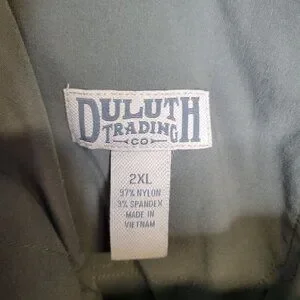 DULUTH
TRADING
CO
2XL
97% NYLON
3% SPANDEX
MADE IN
VIETNAM